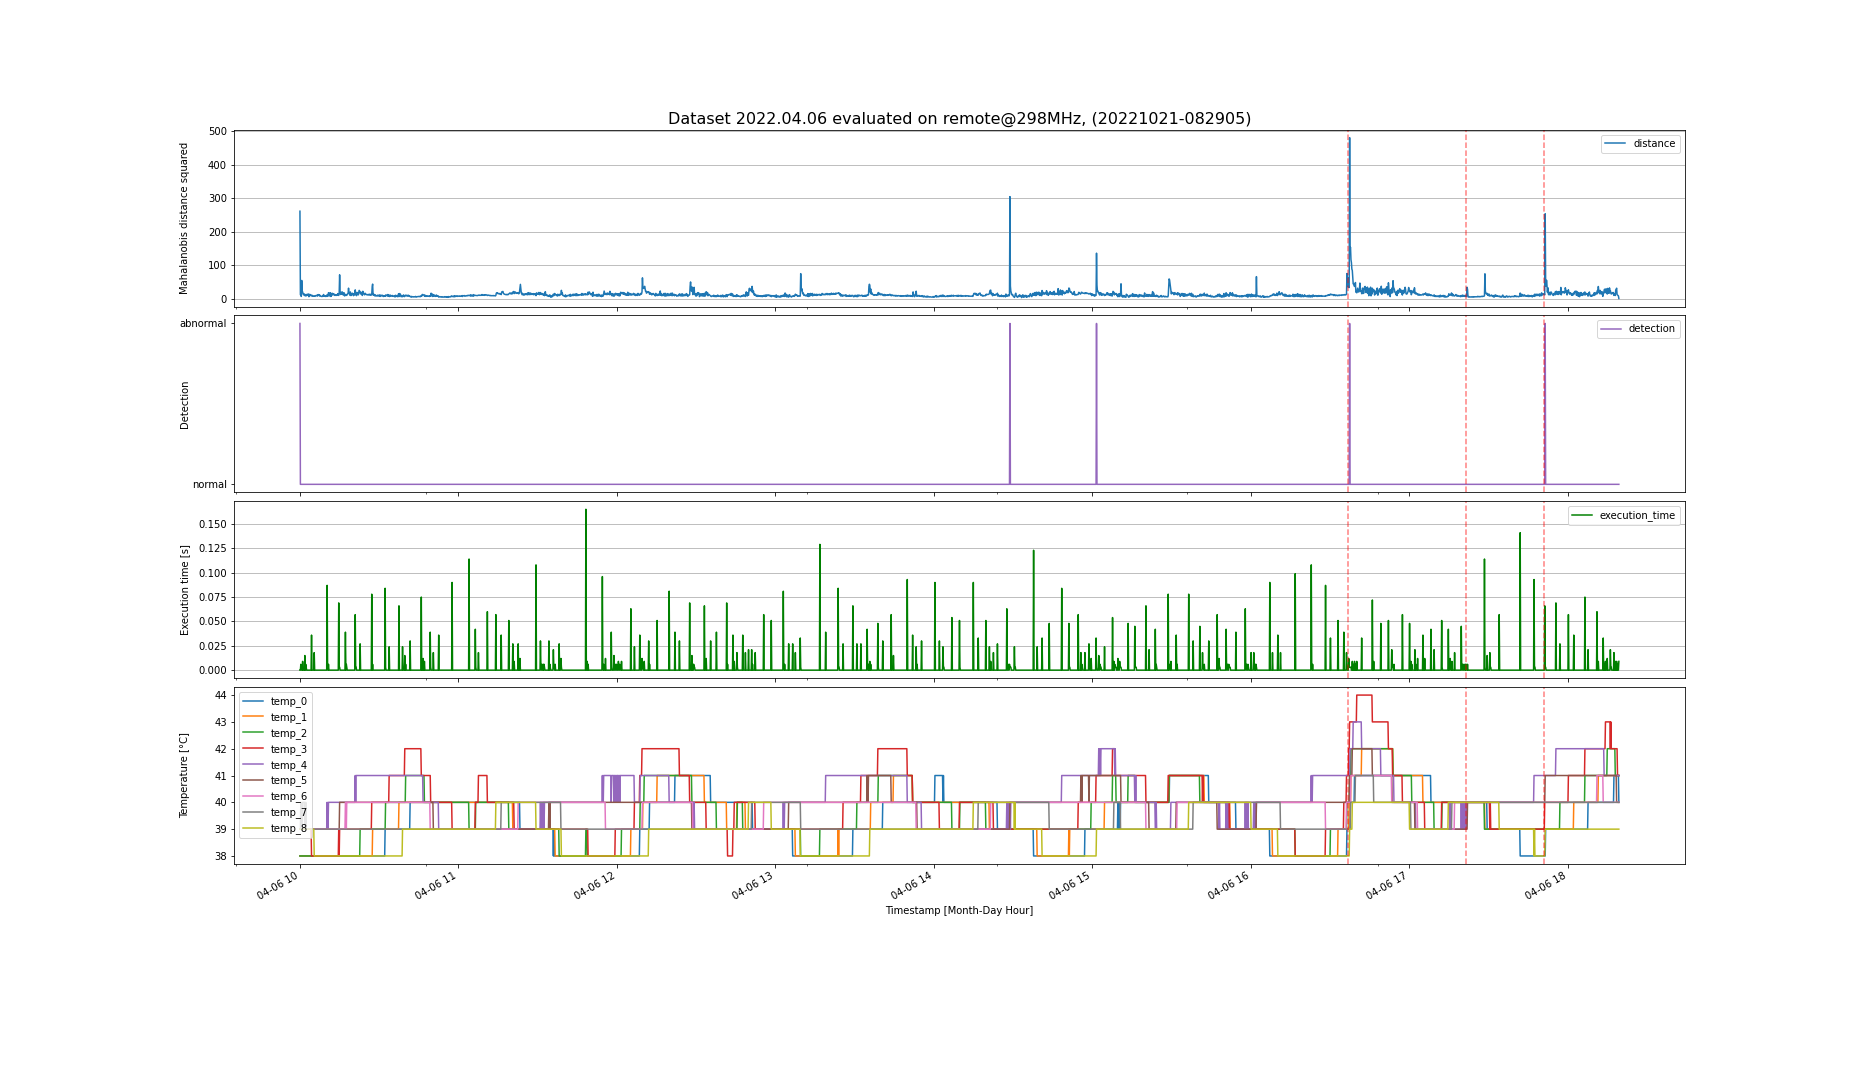 Dataset 2022.04.06 evaluated on remote@298MHz, (20221021-082905)
Mahalanobis distance squared
500
400
300
200
100
0
distance
Detection
abnormal
normal
detection
Execution time [s]
0.150
0.125
0.100
0.075
0.050
0.025
0.000
execution_time
Temperature [°C]
44
43
42
41
40
39
38
temp_0
temp_1
temp_2
temp_3
temp_4
temp_5
temp_6
temp_7
temp_8
04-06 10
04-06 11
04-06 12
04-06 13
04-06 14
04-06 15
04-06 16
04-06 17
04-06 18
Timestamp [Month-Day Hour]